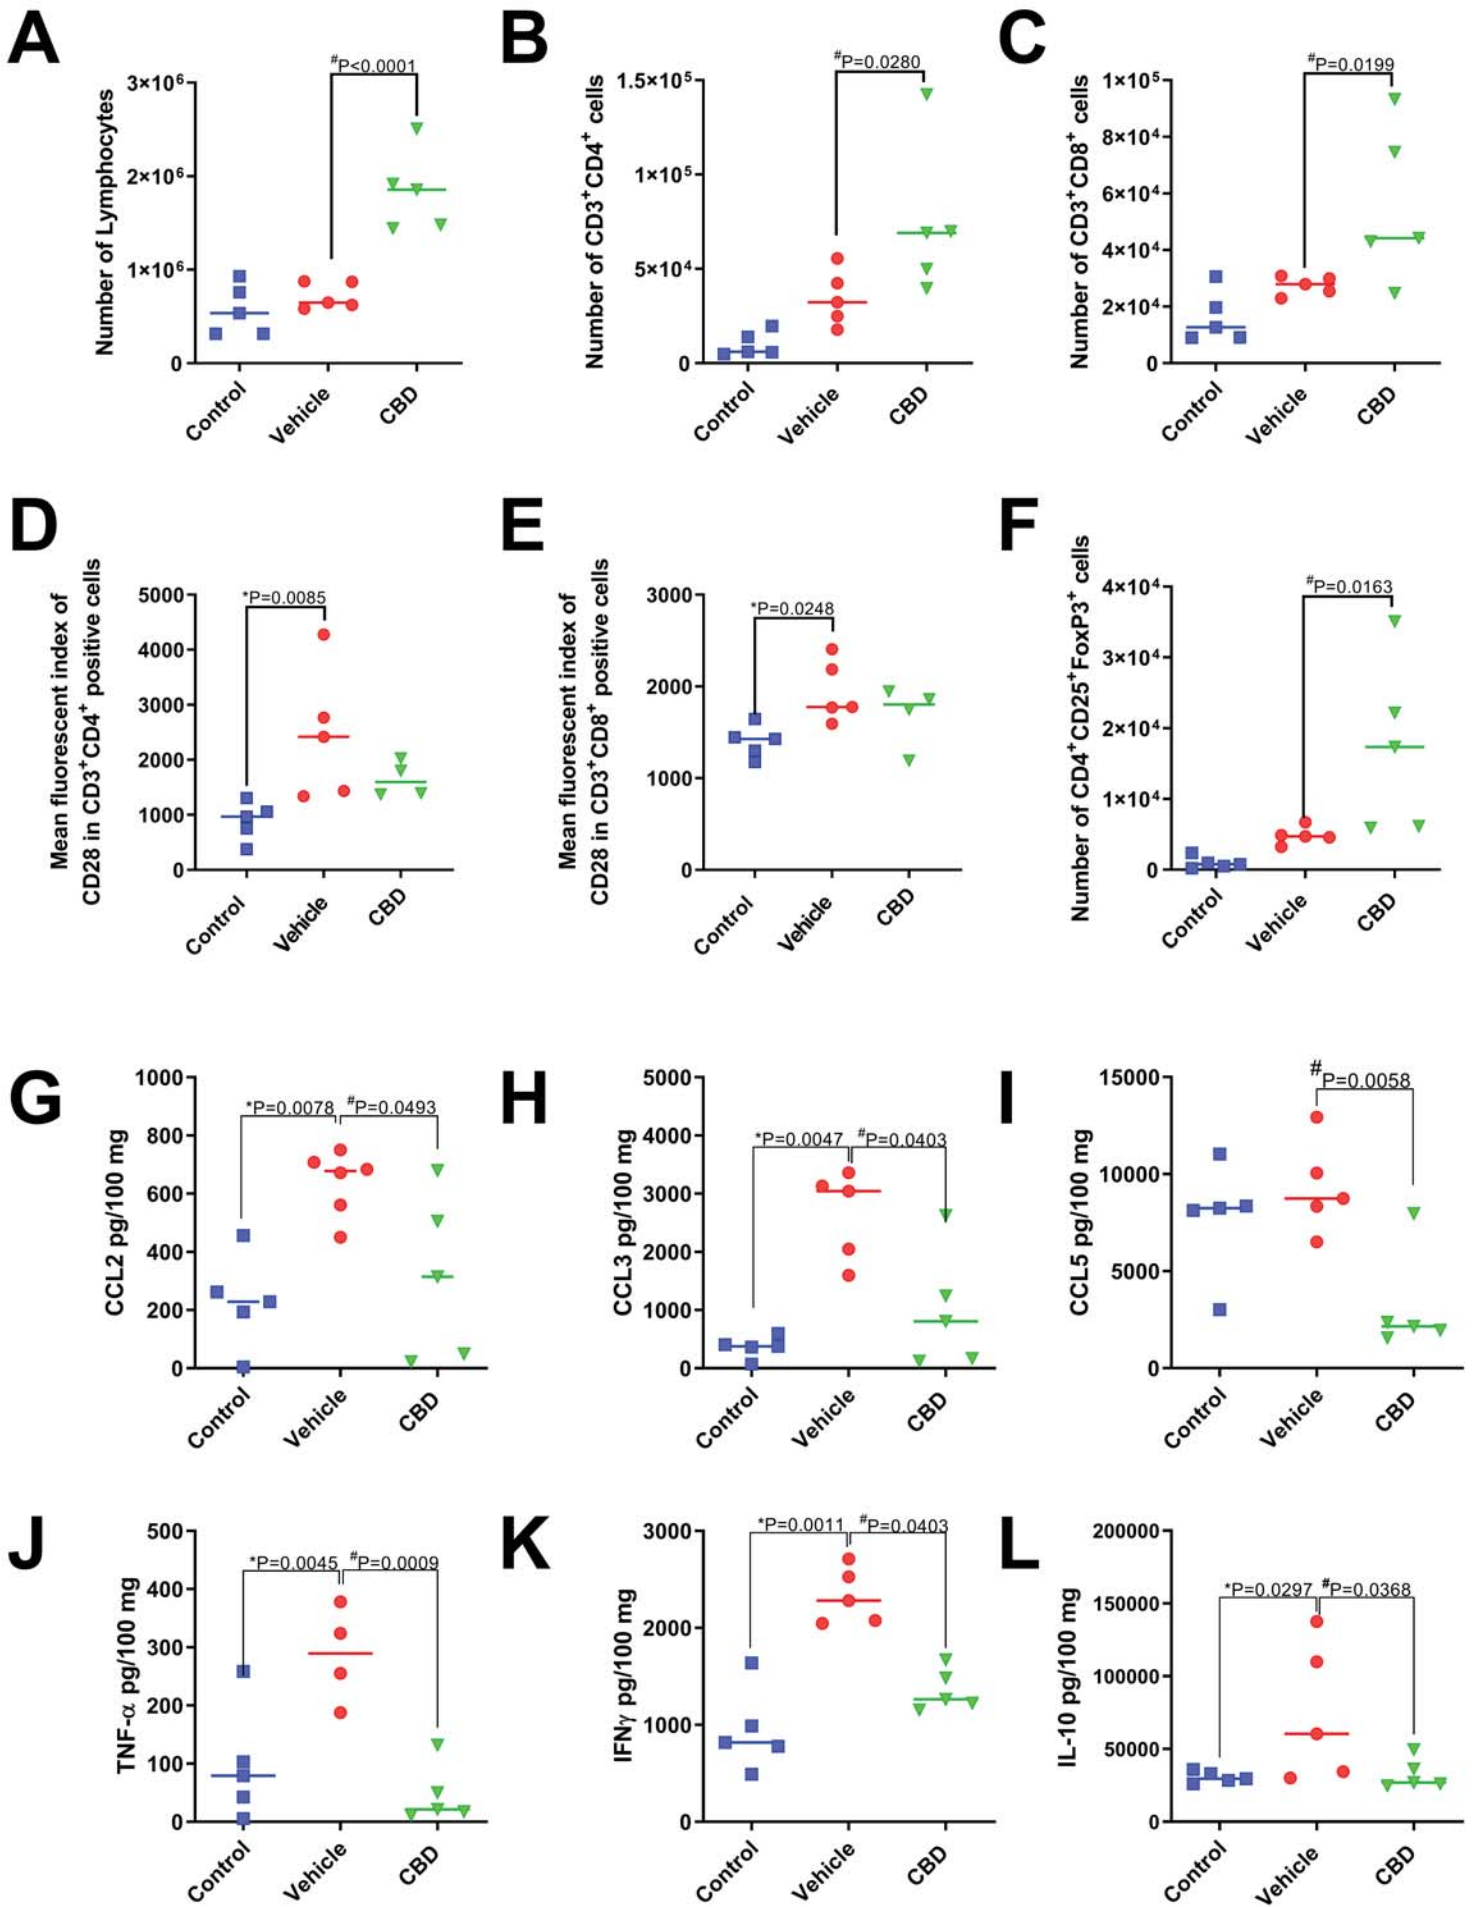 A
#P<0.0001
Number of Lymphocytes
3×10⁶
2×10⁶
1×10⁶
0
Control
Vehicle
CBD
B
#P=0.0280
Number of CD3⁺CD4⁺ cells
1.5×10⁵
1×10⁵
5×10⁴
0
Control
Vehicle
CBD
C
#P=0.0199
Number of CD3⁺CD8⁺ cells
1×10⁵
8×10⁴
6×10⁴
4×10⁴
2×10⁴
0
Control
Vehicle
CBD
D
*P=0.0085
Mean fluorescent index of
CD28 in CD3⁺CD4⁺ positive cells
5000
4000
3000
2000
1000
0
Control
Vehicle
CBD
E
*P=0.0248
Mean fluorescent index of
CD28 in CD3⁺CD8⁺ positive cells
3000
2000
1000
0
Control
Vehicle
CBD
F
#P=0.0163
Number of CD4⁺CD25⁺FoxP3⁺ cells
4×10⁴
3×10⁴
2×10⁴
1×10⁴
0
Control
Vehicle
CBD
G
*P=0.0078 #P=0.0493
CCL2 pg/100 mg
1000
800
600
400
200
0
Control
Vehicle
CBD
H
*P=0.0047 #P=0.0403
CCL3 pg/100 mg
5000
4000
3000
2000
1000
0
Control
Vehicle
CBD
I
#
P=0.0058
CCL5 pg/100 mg
15000
10000
5000
0
Control
Vehicle
CBD
J
*P=0.0045 #P=0.0009
TNF-α pg/100 mg
500
400
300
200
100
0
Control
Vehicle
CBD
K
*P=0.0011 #P=0.0403
IFNγ pg/100 mg
3000
2000
1000
0
Control
Vehicle
CBD
L
*P=0.0297 #P=0.0368
IL-10 pg/100 mg
200000
150000
100000
50000
0
Control
Vehicle
CBD